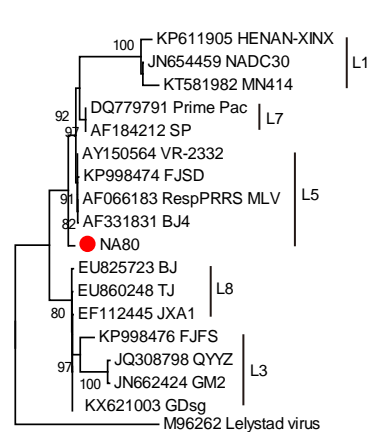 KP611905 HENAN-XINX
100
JN654459 NADC30
L1
KT581982 MN414
DQ779791 Prime Pac
92
L7
97
AF184212 SP
AY150564 VR-2332
KP998474 FJSD
91
AF066183 RespPRRS MLV
L5
82
AF331831 BJ4
NA80
EU825723 BJ
EU860248 TJ
L8
80
EF112445 JXA1
KP998476 FJFS
97
JQ308798 QYYZ
L3
100
JN662424 GM2
KX621003 GDsg
M96262 Lelystad virus